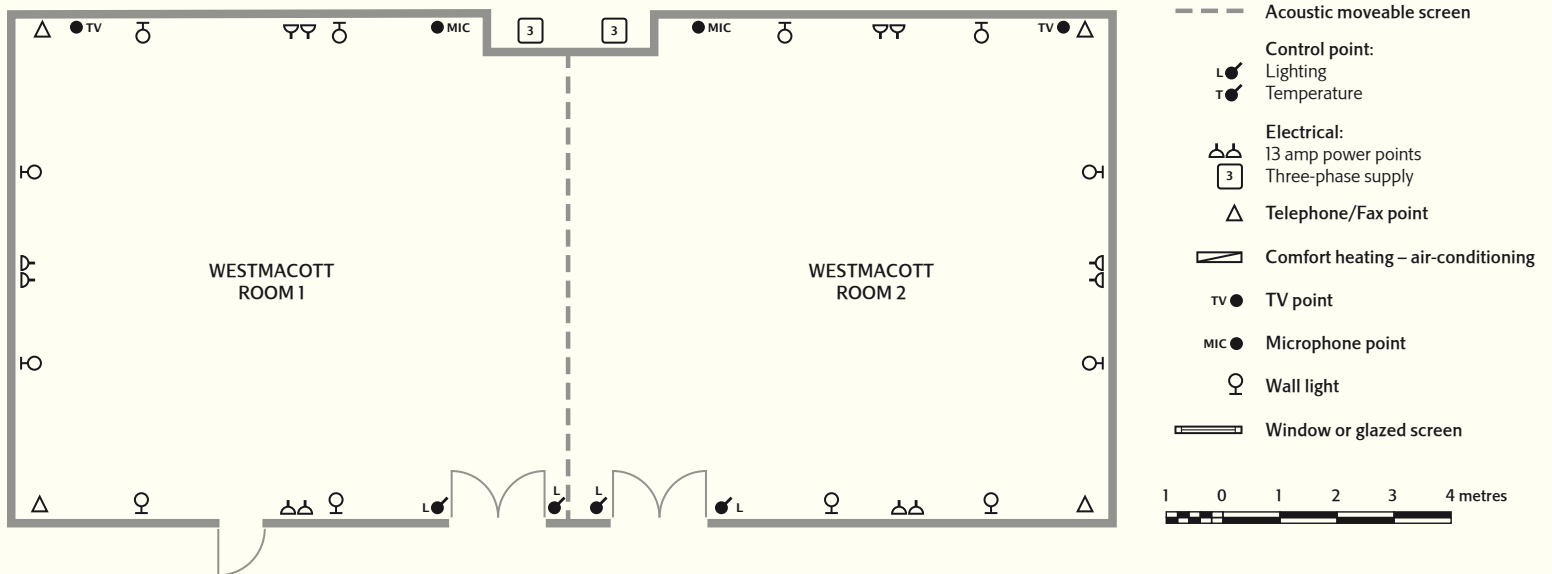 TV
MIC
3
3
MIC
TV
WESTMACOTT
ROOM 1
WESTMACOTT
ROOM 2
L
L
L
L
Acoustic moveable screen
Control point:
L Lighting
T Temperature
Electrical:
13 amp power points
3 Three-phase supply
Telephone/Fax point
Comfort heating – air-conditioning
TV TV point
MIC Microphone point
Wall light
Window or glazed screen
1 0 1 2 3 4 metres